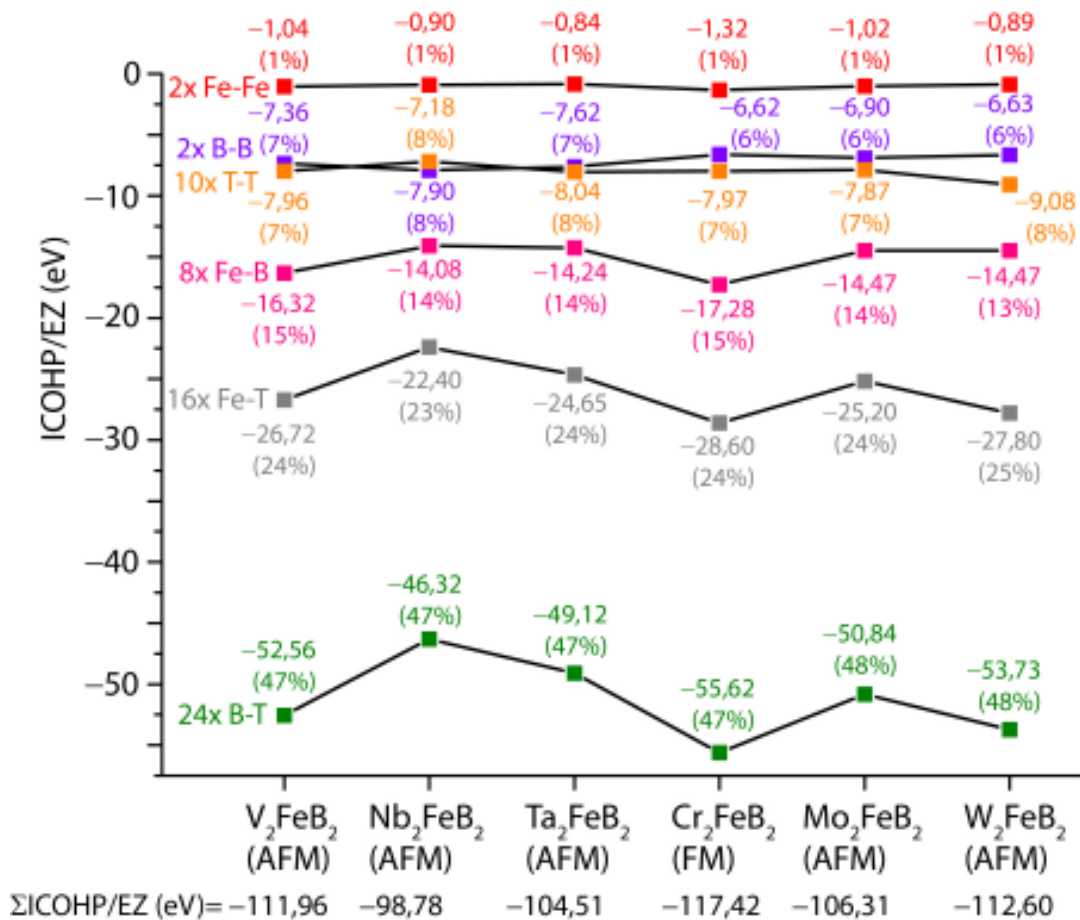 −1,04 −0,90 −0,84 −1,32 −1,02 −0,89
(1%) (1%) (1%) (1%) (1%) (1%)
0
2x Fe-Fe
−7,36 −7,18 −7,62 −6,62 −6,90 −6,63
(7%) (8%) (7%) (6%) (6%) (6%)
2x B-B
10x T-T
−10
−7,96 −7,90 −8,04 −7,97 −7,87 −9,08
(7%) (8%) (8%) (7%) (7%) (8%)
8x Fe-B
−16,32 −14,08 −14,24 −17,28 −14,47 −14,47
(15%) (14%) (14%) (15%) (14%) (13%)
−20
16x Fe-T
−26,72 −22,40 −24,65 −28,60 −25,20 −27,80
(24%) (23%) (24%) (24%) (24%) (25%)
−30
ICOHP/EZ (eV)
−40
−52,56 −46,32 −49,12 −55,62 −50,84 −53,73
(47%) (47%) (47%) (47%) (48%) (48%)
−50
24x B-T
V₂FeB₂ Nb₂FeB₂ Ta₂FeB₂ Cr₂FeB₂ Mo₂FeB₂ W₂FeB₂
(AFM) (AFM) (AFM) (FM) (AFM) (AFM)
ΣICOHP/EZ (eV)= −111,96 −98,78 −104,51 −117,42 −106,31 −112,60